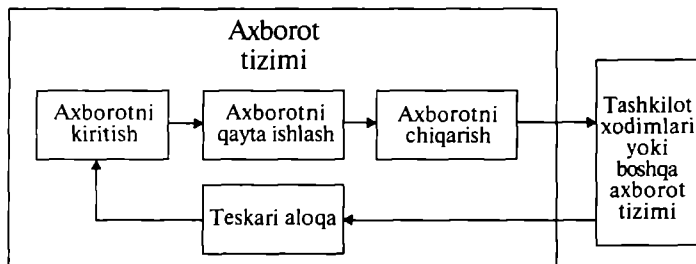 Axborot
tizimi
Axborotni
kiritish
Axborotni
qayta ishlash
Axborotni
chiqarish
Tashkilot
xodimlari
yoki
boshqa
axborot
tizimi
Teskari aloqa